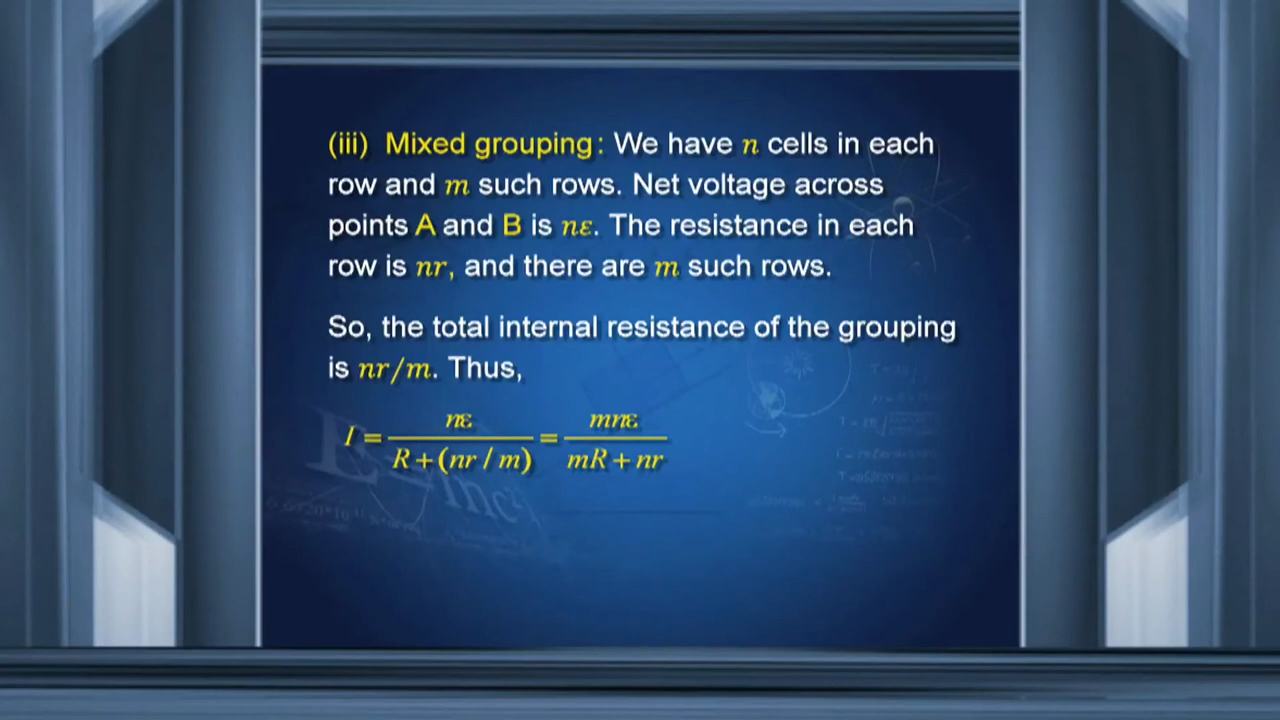 (iii) Mixed grouping: We have n cells in each
row and m such rows. Net voltage across
points A and B is nε. The resistance in each
row is nr, and there are m such rows.
So, the total internal resistance of the grouping
is nr/m. Thus,
I = nε / R+(nr / m) = mnε / mR+nr